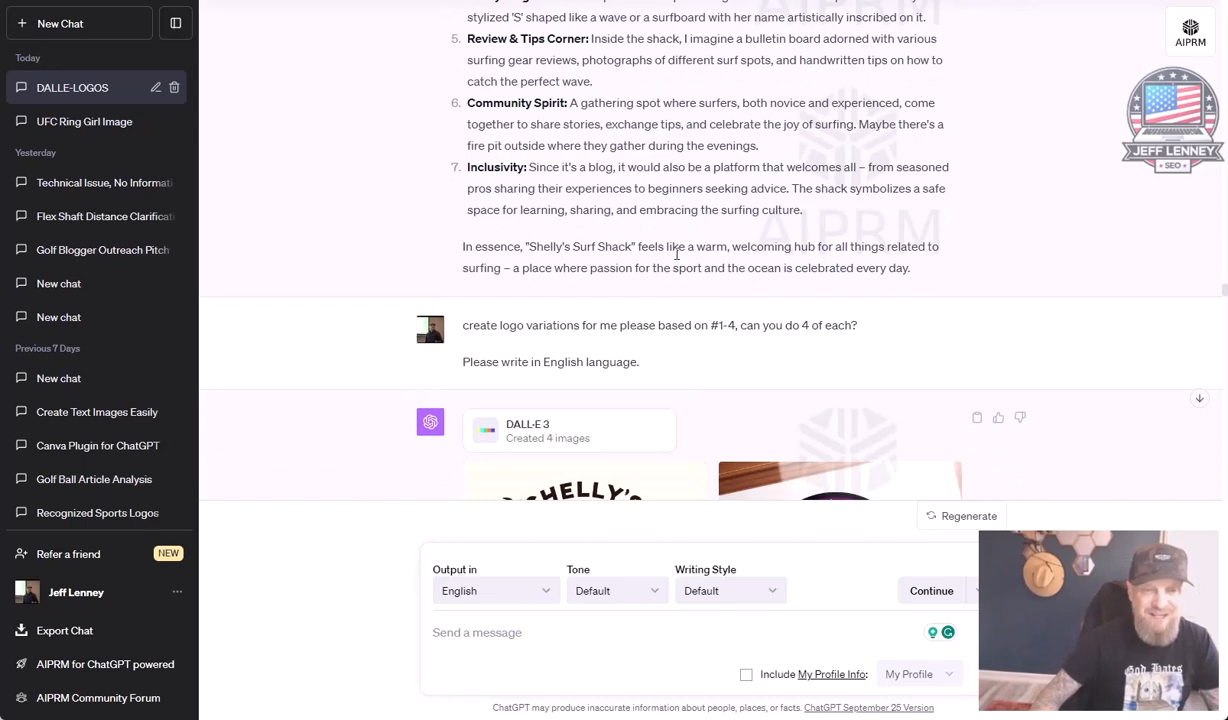 New Chat
Today
DALLE-LOGOS
UFC Ring Girl Image
Yesterday
Technical Issue, No Informati
Flex Shaft Distance Clarificat
Golf Blogger Outreach Pitch
New chat
New chat
Previous 7 Days
New chat
Create Text Images Easily
Canva Plugin for ChatGPT
Golf Ball Article Analysis
Recognized Sports Logos
Refer a friend
NEW
Jeff Lenney
Export Chat
AIPRM for ChatGPT powered
AIPRM Community Forum
stylized 'S' shaped like a wave or a surfboard with her name artistically inscribed on it.
5. Review & Tips Corner: Inside the shack, I imagine a bulletin board adorned with various
surfing gear reviews, photographs of different surf spots, and handwritten tips on how to
catch the perfect wave.
6. Community Spirit: A gathering spot where surfers, both novice and experienced, come
together to share stories, exchange tips, and celebrate the joy of surfing. Maybe there's a
fire pit outside where they gather during the evenings.
7. Inclusivity: Since it's a blog, it would also be a platform that welcomes all – from seasoned
pros sharing their experiences to beginners seeking advice. The shack symbolizes a safe
space for learning, sharing, and embracing the surfing culture.
In essence, "Shelly's Surf Shack" feels like a warm, welcoming hub for all things related to
surfing – a place where passion for the sport and the ocean is celebrated every day.
create logo variations for me please based on #1-4, can you do 4 of each?
Please write in English language.
DALL·E 3
Created 4 images
SHELLY'S
Regenerate
Output in
Tone
Writing Style
English
Default
Default
Continue
Send a message
Include My Profile Info:
My Profile
ChatGPT may produce inaccurate information about people, places, or facts. ChatGPT September 25 Version
AIPRM
AIPRM
AIPRM
JEFF LENNEY
SEO
God Hates